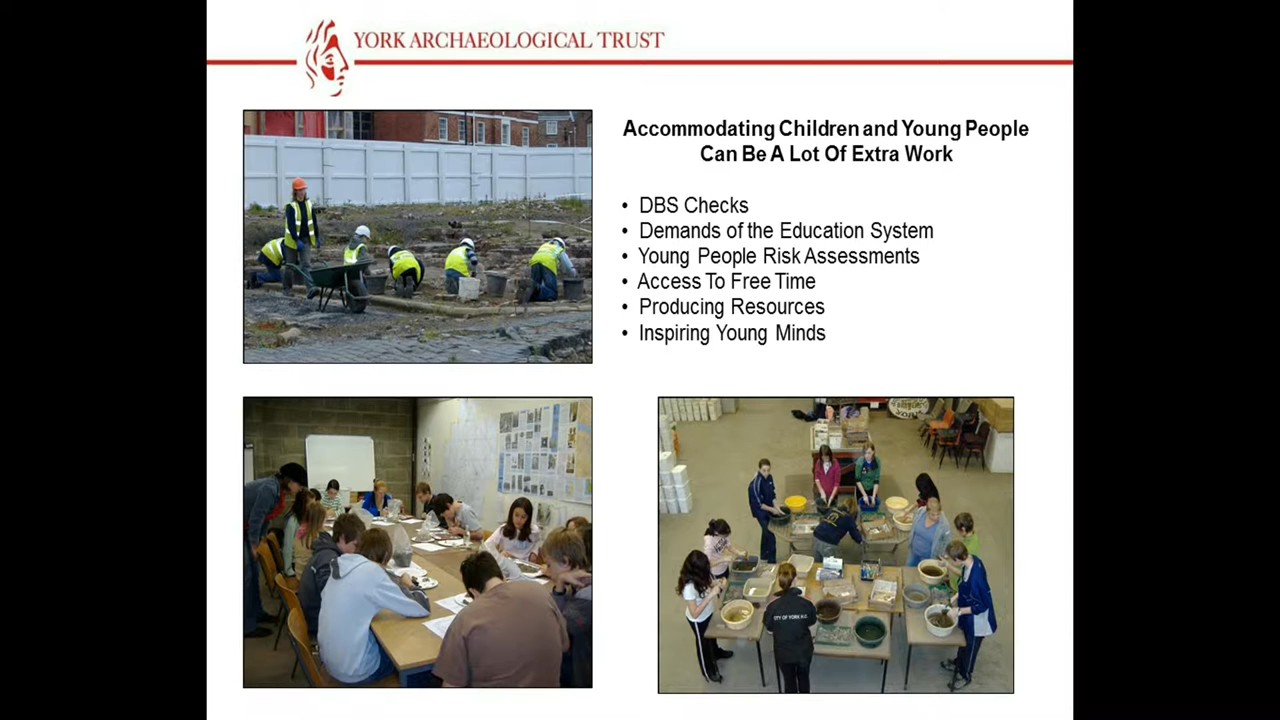 YORK ARCHAEOLOGICAL TRUST
Accommodating Children and Young People
Can Be A Lot Of Extra Work
• DBS Checks
• Demands of the Education System
• Young People Risk Assessments
• Access To Free Time
• Producing Resources
• Inspiring Young Minds